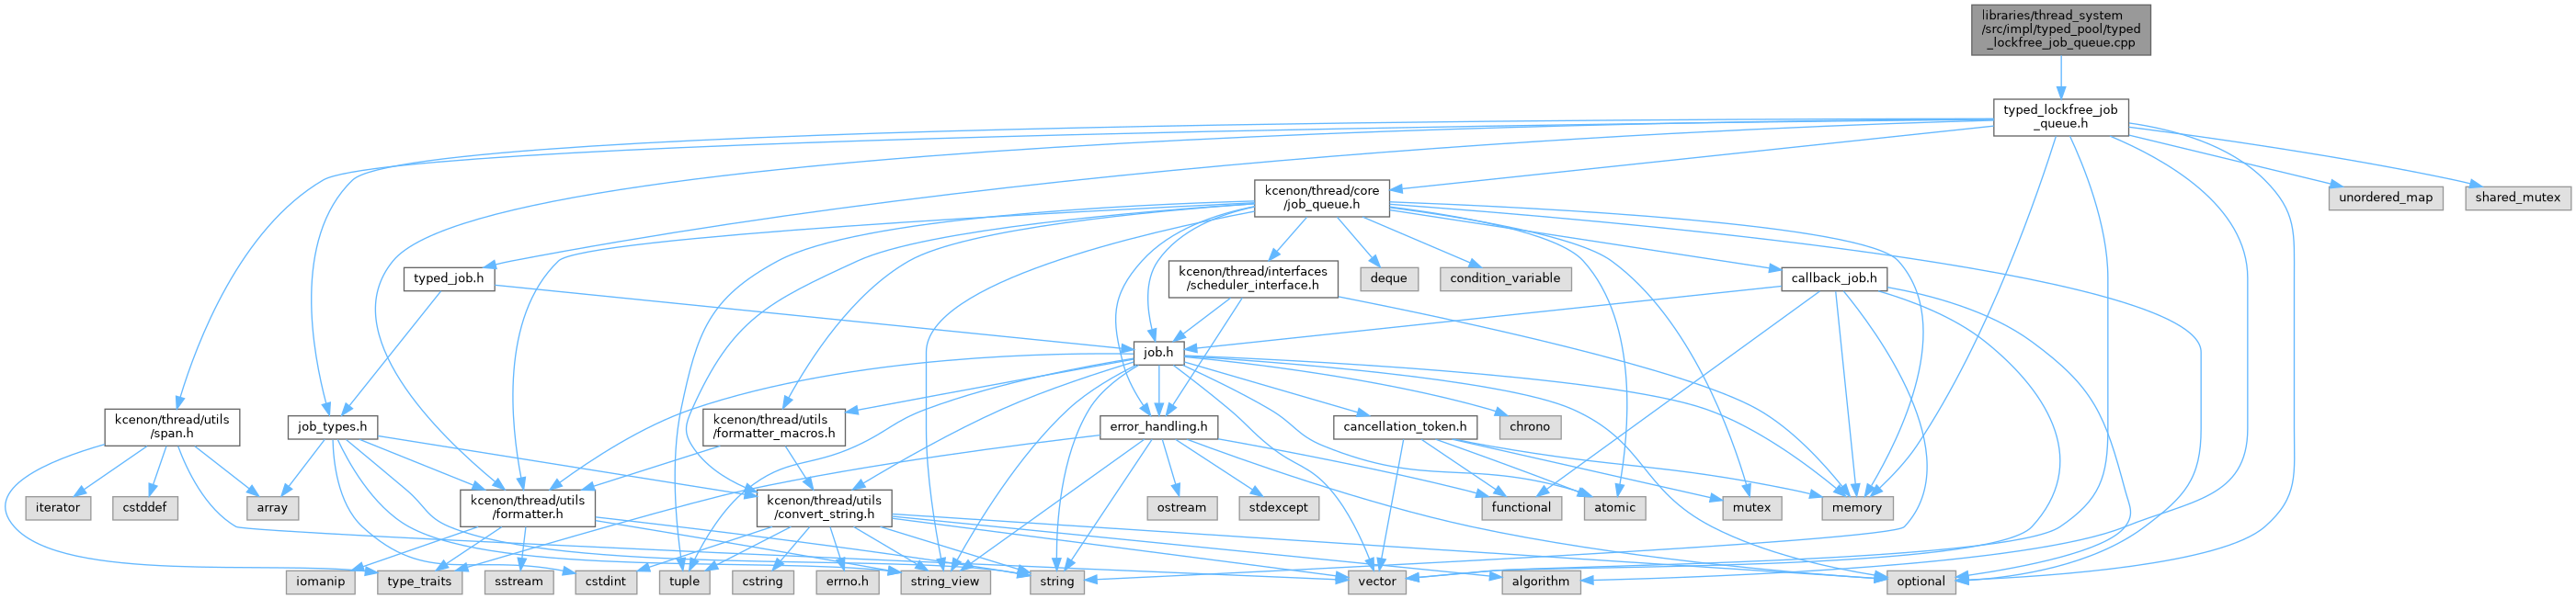 libraries/thread_system
/src/impl/typed_pool/typed
_lockfree_job_queue.cpp
typed_lockfree_job
_queue.h
kcenon/thread/core
/job_queue.h
unordered_map
shared_mutex
typed_job.h
kcenon/thread/interfaces
/scheduler_interface.h
deque
condition_variable
callback_job.h
job.h
kcenon/thread/utils
/span.h
job_types.h
kcenon/thread/utils
/formatter_macros.h
error_handling.h
cancellation_token.h
chrono
iterator
cstddef
array
kcenon/thread/utils
/formatter.h
kcenon/thread/utils
/convert_string.h
ostream
stdexcept
functional
atomic
mutex
memory
iomanip
type_traits
sstream
cstdint
tuple
cstring
errno.h
string_view
string
vector
algorithm
optional